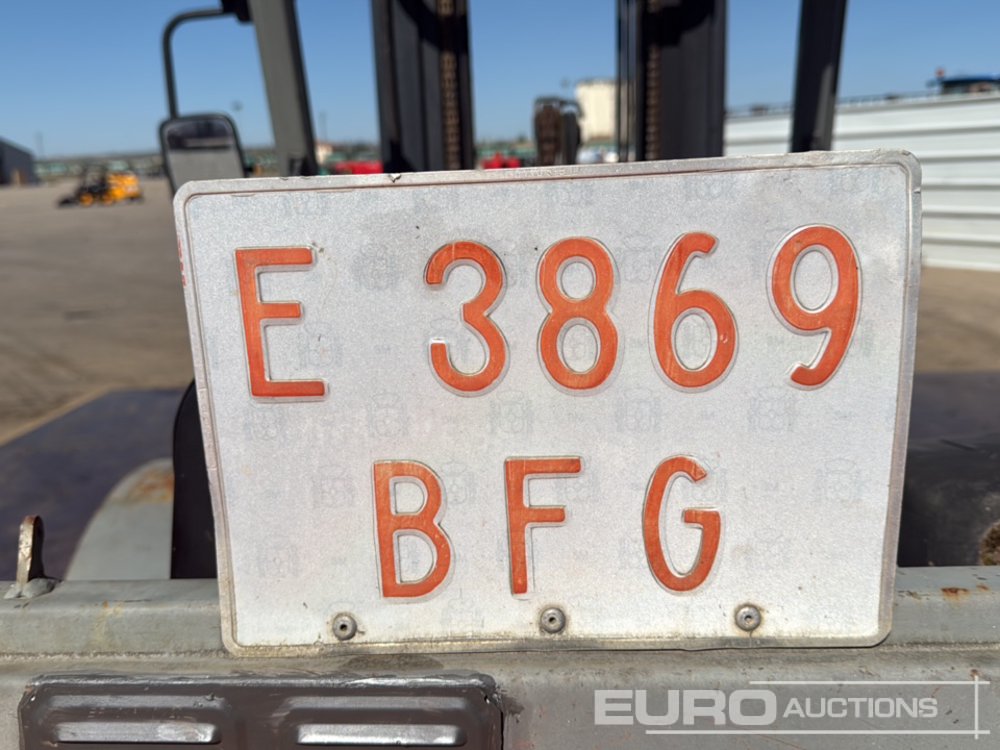 E 3869
BFG
EURO AUCTIONS